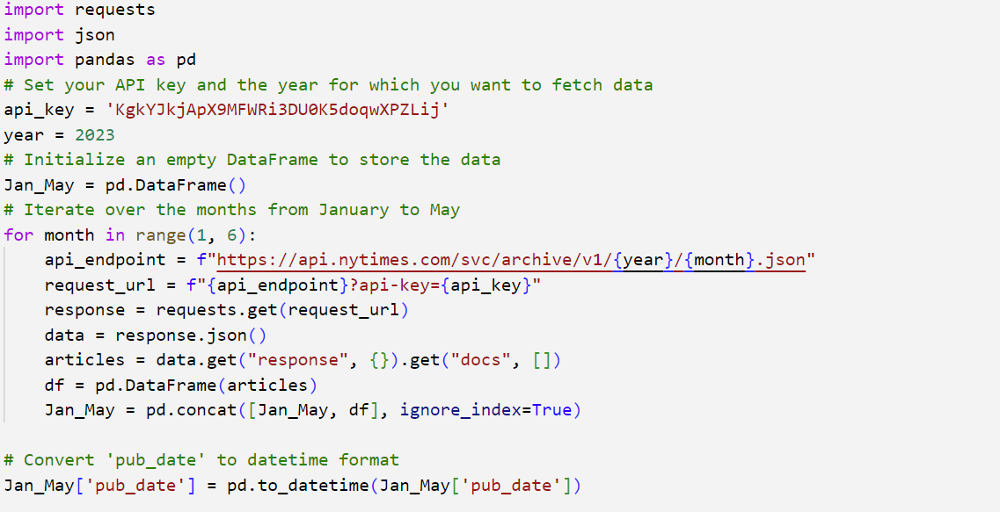 import requests
import json
import pandas as pd
# Set your API key and the year for which you want to fetch data
api_key = 'KgkYJkjApX9MFWRi3DU0K5doqwXPZLij'
year = 2023
# Initialize an empty DataFrame to store the data
Jan_May = pd.DataFrame()
# Iterate over the months from January to May
for month in range(1, 6):
    api_endpoint = f"https://api.nytimes.com/svc/archive/v1/{year}/{month}.json"
    request_url = f"{api_endpoint}?api-key={api_key}"
    response = requests.get(request_url)
    data = response.json()
    articles = data.get("response", {}).get("docs", [])
    df = pd.DataFrame(articles)
    Jan_May = pd.concat([Jan_May, df], ignore_index=True)

# Convert 'pub_date' to datetime format
Jan_May['pub_date'] = pd.to_datetime(Jan_May['pub_date'])